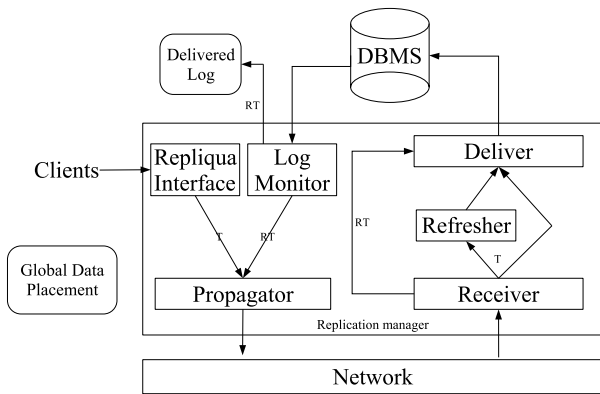 Delivered
Log
DBMS
RT
Clients
Repliqua
Interface
Log
Monitor
Deliver
T
RT
RT
Refresher
T
Global Data
Placement
Propagator
Receiver
Replication manager
Network